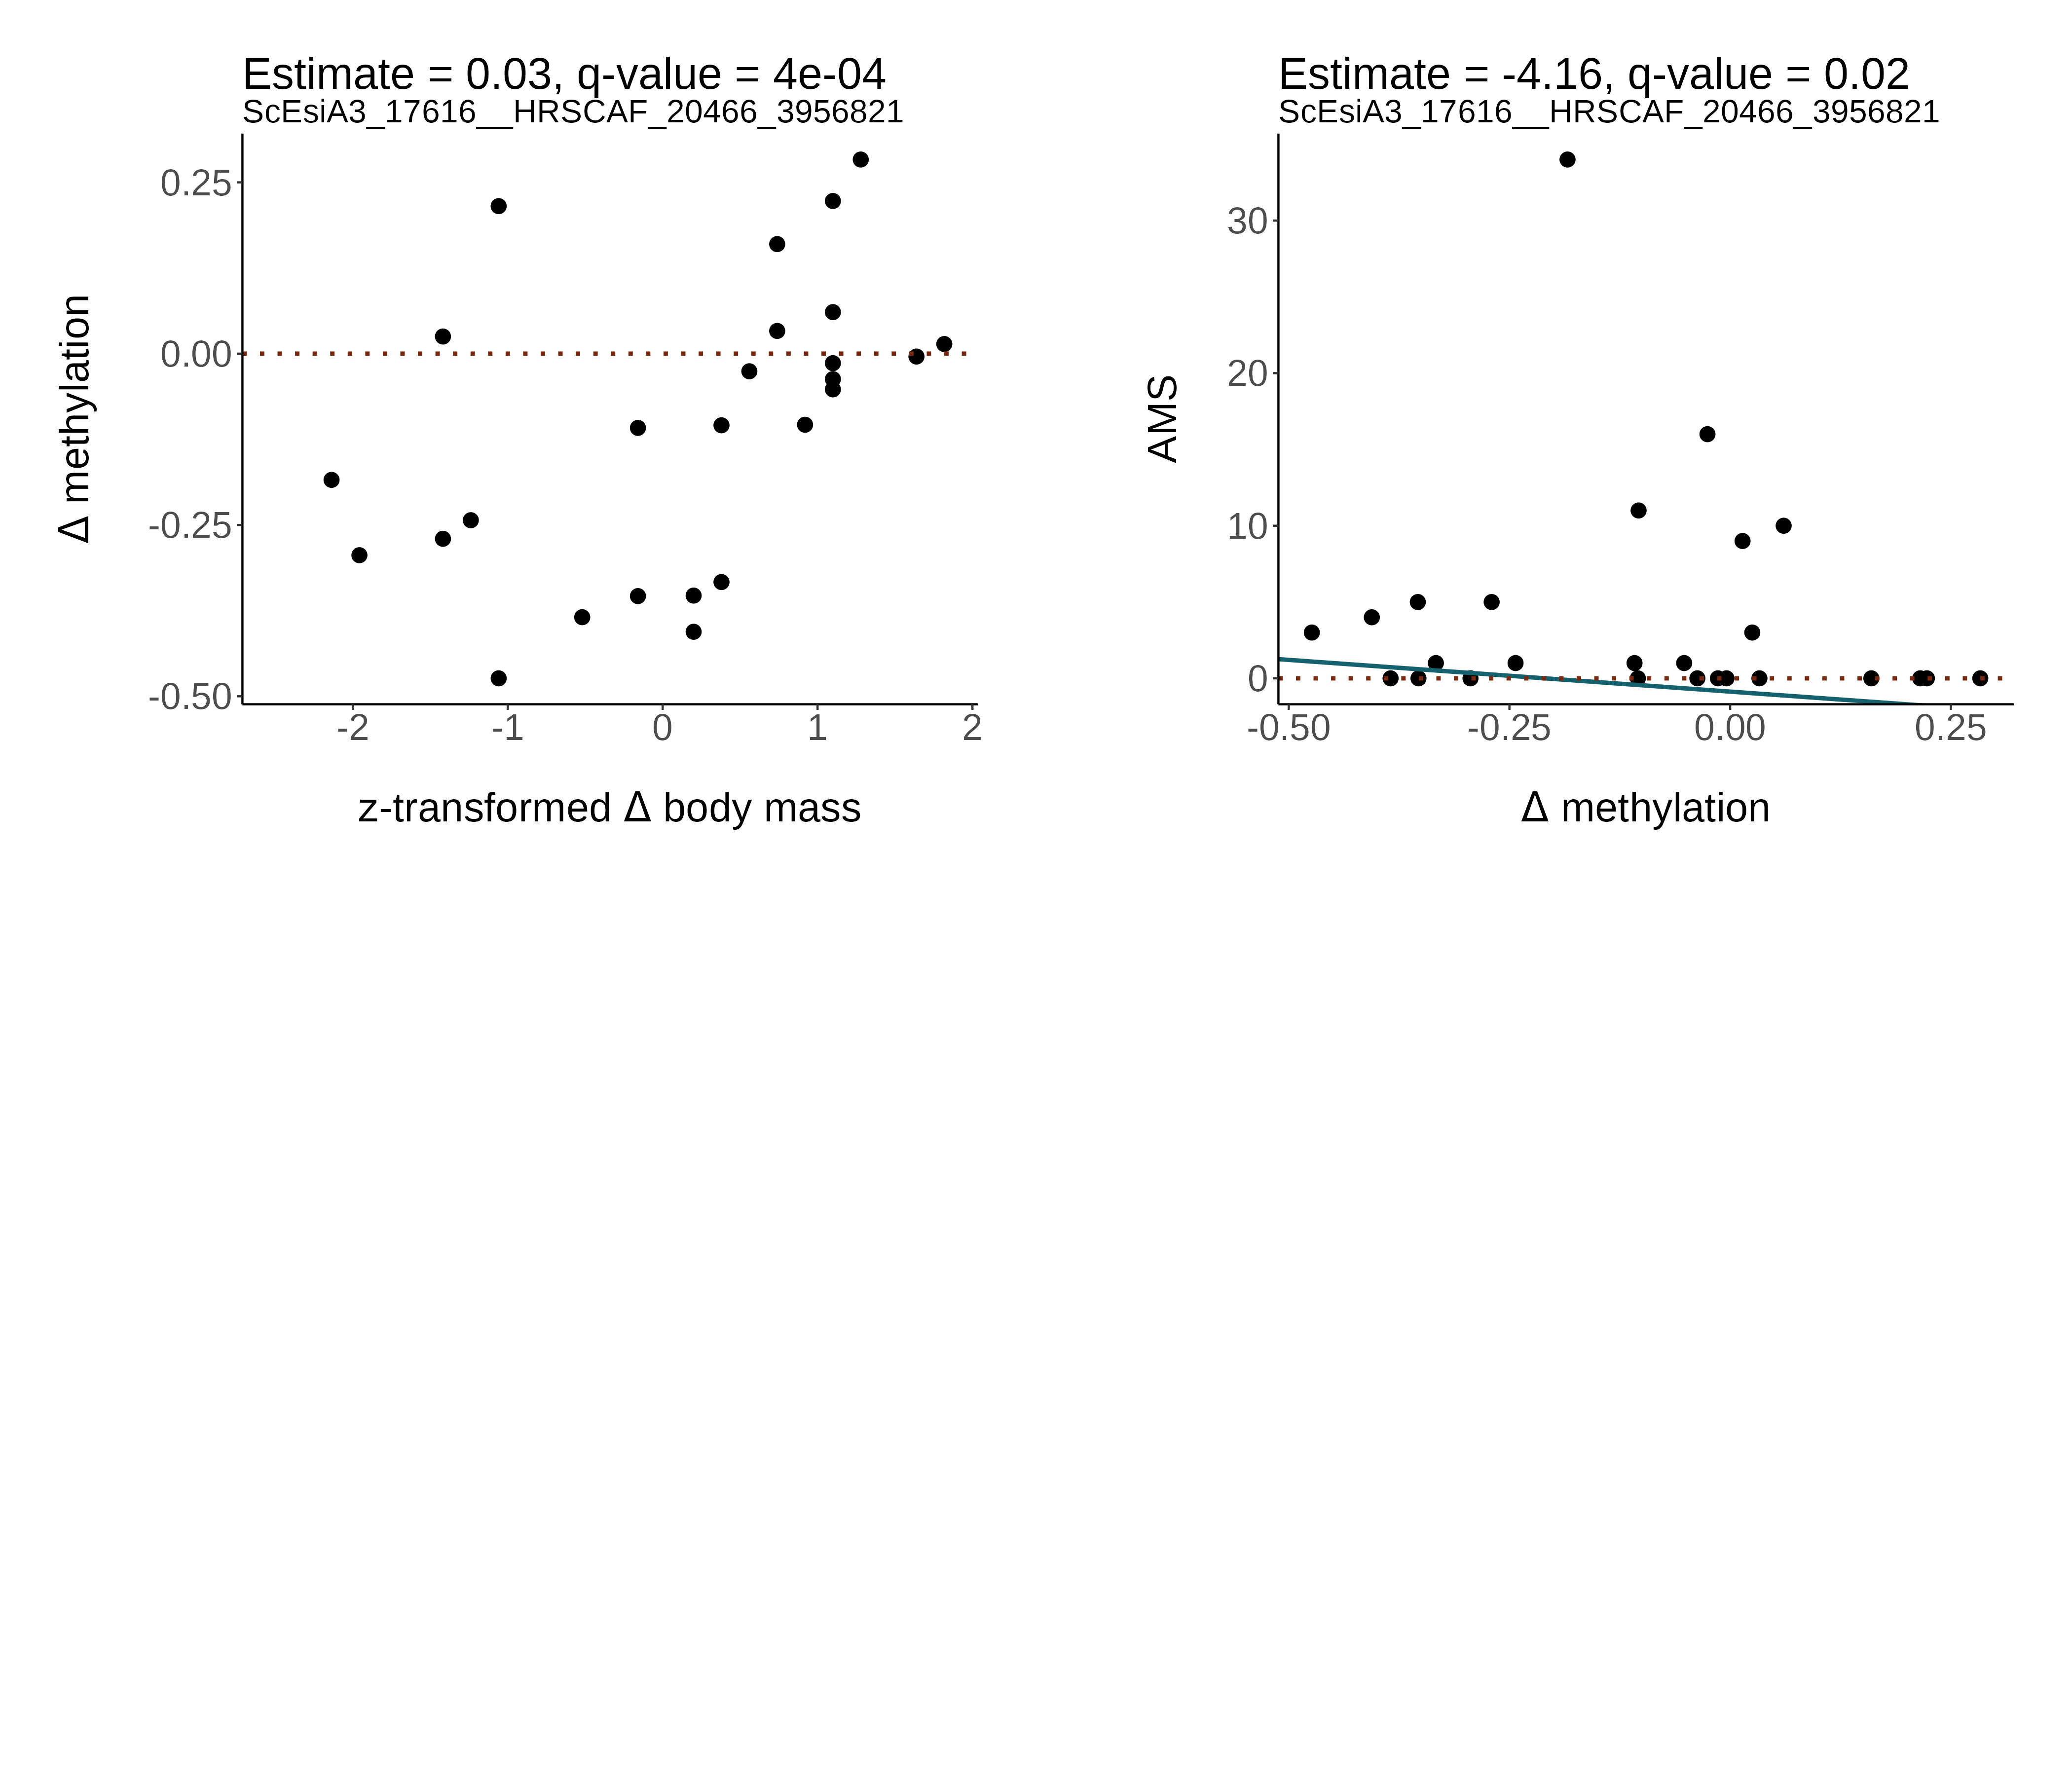 Estimate = 0.03, q-value = 4e-04
ScEsiA3_17616__HRSCAF_20466_3956821
0.25
0.00
-0.25
-0.50
Δ methylation
-2
-1
0
1
2
z-transformed Δ body mass
Estimate = -4.16, q-value = 0.02
ScEsiA3_17616__HRSCAF_20466_3956821
30
20
10
0
AMS
-0.50
-0.25
0.00
0.25
Δ methylation